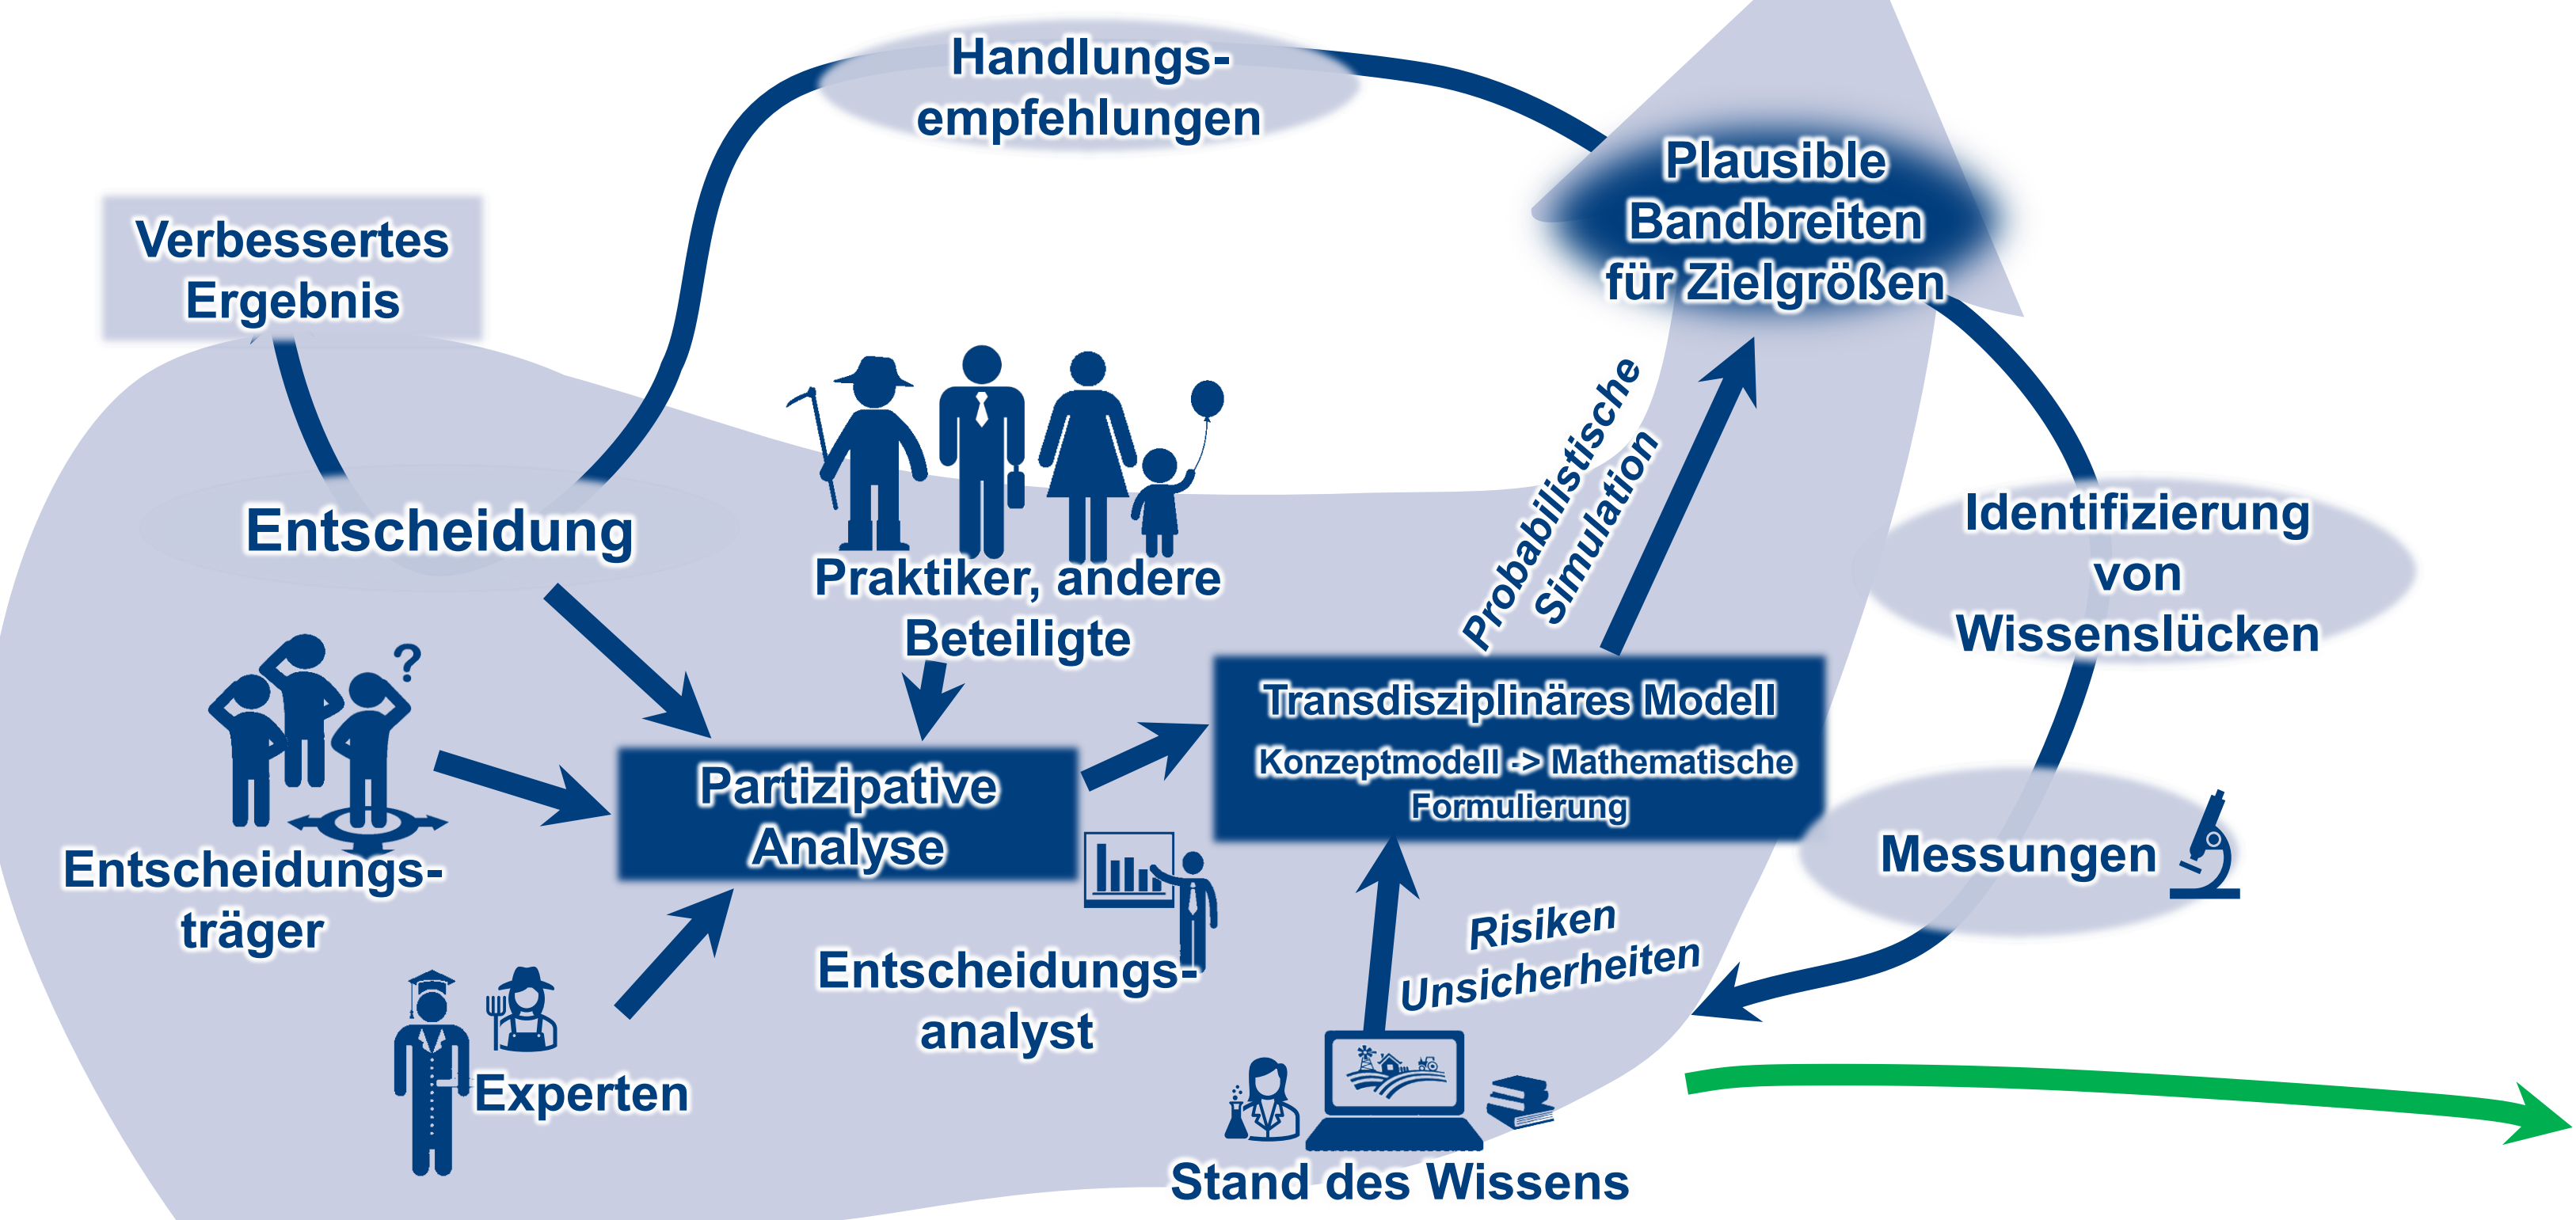 Handlungs-
empfehlungen
Plausible
Bandbreiten
für Zielgrößen
Verbessertes
Ergebnis
Entscheidung
Praktiker, andere
Beteiligte
Probabilistische
Simulation
Identifizierung
von
Wissenslücken
?
Transdisziplinäres Modell
Konzeptmodell -> Mathematische
Formulierung
Partizipative
Analyse
Messungen
Entscheidungs-
träger
Risiken
Unsicherheiten
Entscheidungs-
analyst
Experten
Stand des Wissens